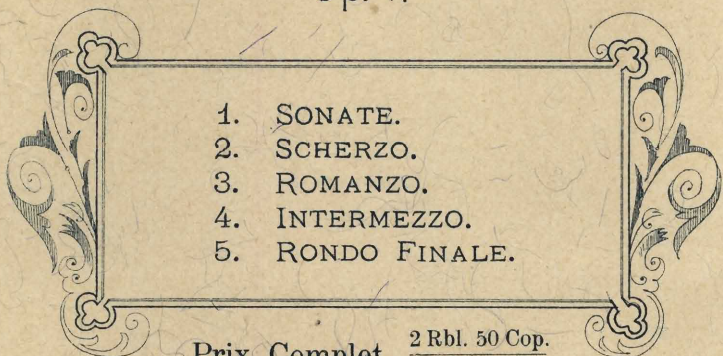 1. SONATE.
2. SCHERZO.
3. ROMANZO.
4. INTERMEZZO.
5. RONDO FINALE.
Prix Complet 2 Rbl. 50 Cop.